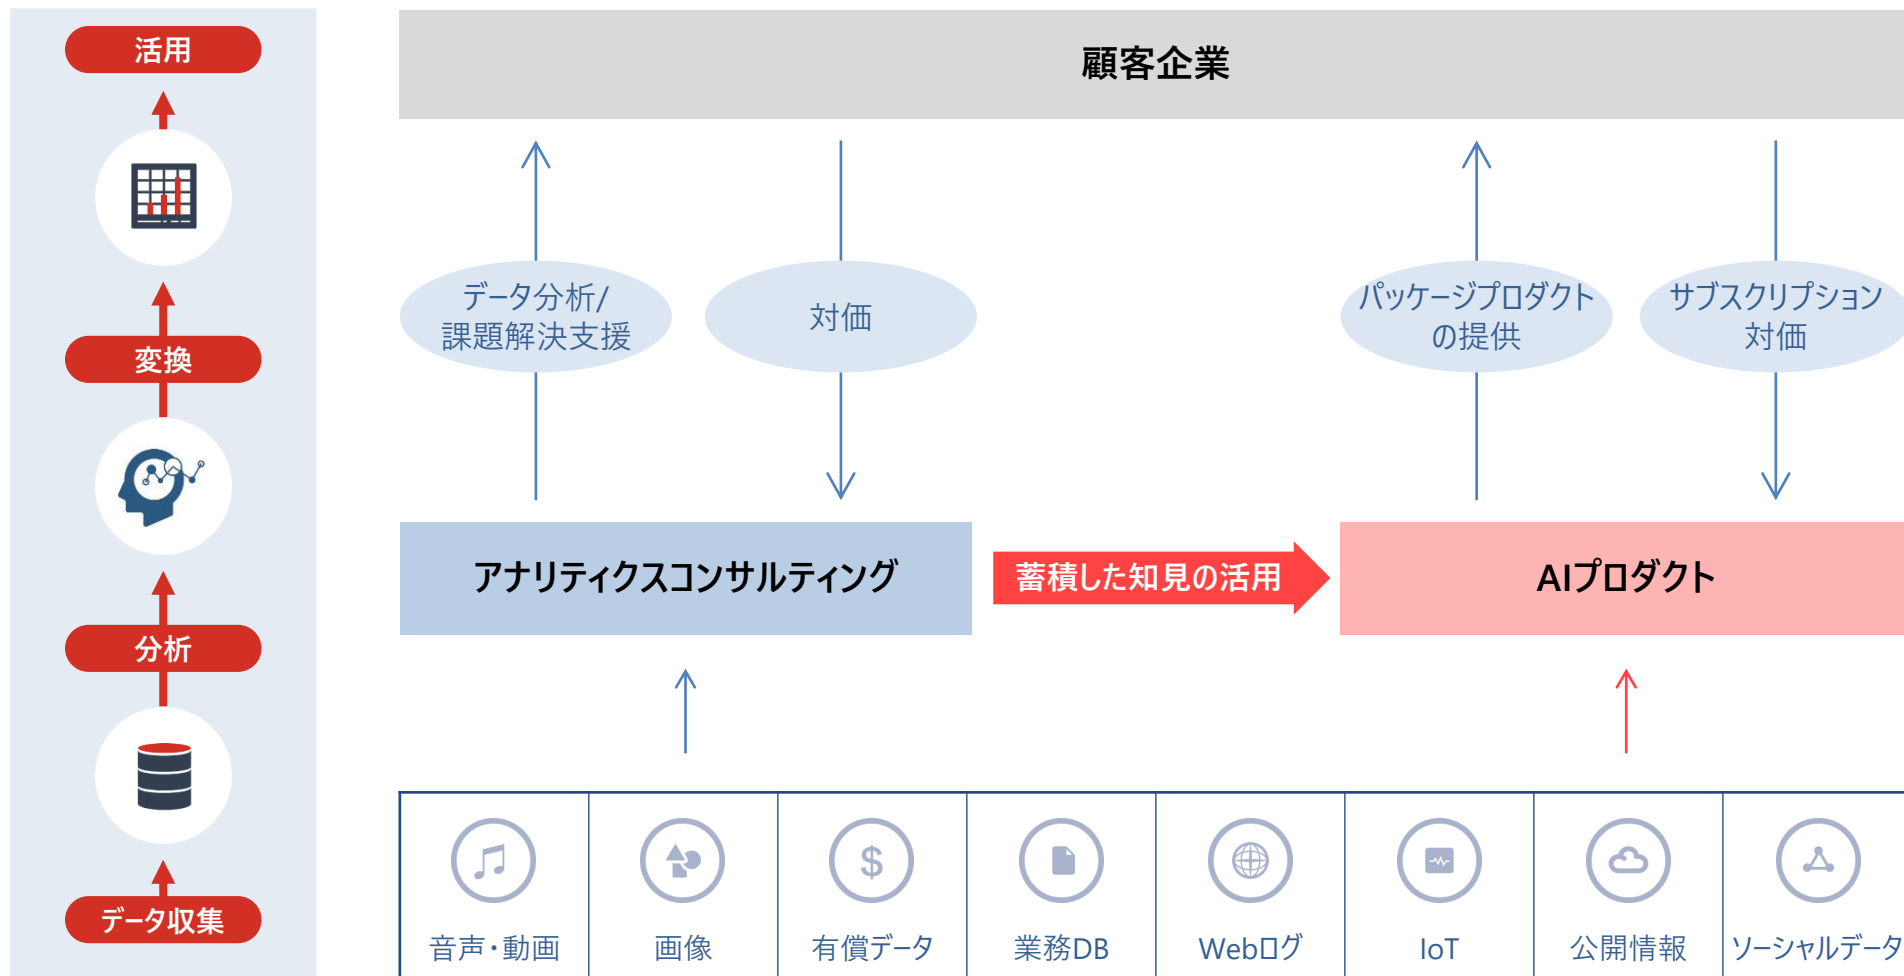 活用
変換
分析
データ収集
顧客企業
データ分析/
課題解決支援
対価
パッケージプロダクト
の提供
サブスクリプション
対価
アナリティクスコンサルティング
蓄積した知見の活用
AIプロダクト
音声・動画
画像
有償データ
業務DB
Webログ
IoT
公開情報
ソーシャルデータ